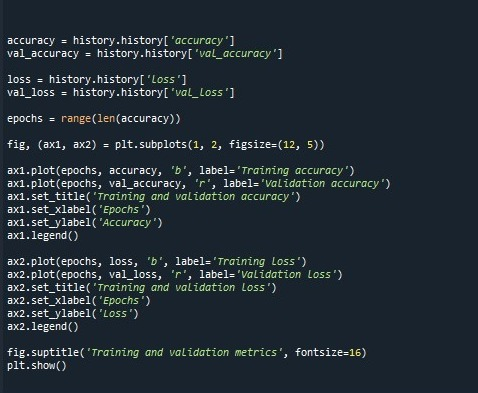 accuracy = history.history['accuracy']
val_accuracy = history.history['val_accuracy']
loss = history.history['loss']
val_loss = history.history['val_loss']
epochs = range(len(accuracy))
fig, (ax1, ax2) = plt.subplots(1, 2, figsize=(12, 5))
ax1.plot(epochs, accuracy, 'b', label='Training accuracy')
ax1.plot(epochs, val_accuracy, 'r', label='Validation accuracy')
ax1.set_title('Training and validation accuracy')
ax1.set_xlabel('Epochs')
ax1.set_ylabel('Accuracy')
ax1.legend()
ax2.plot(epochs, loss, 'b', label='Training loss')
ax2.plot(epochs, val_loss, 'r', label='Validation loss')
ax2.set_title('Training and validation loss')
ax2.set_xlabel('Epochs')
ax2.set_ylabel('Loss')
ax2.legend()
fig.suptitle('Training and validation metrics', fontsize=16)
plt.show()